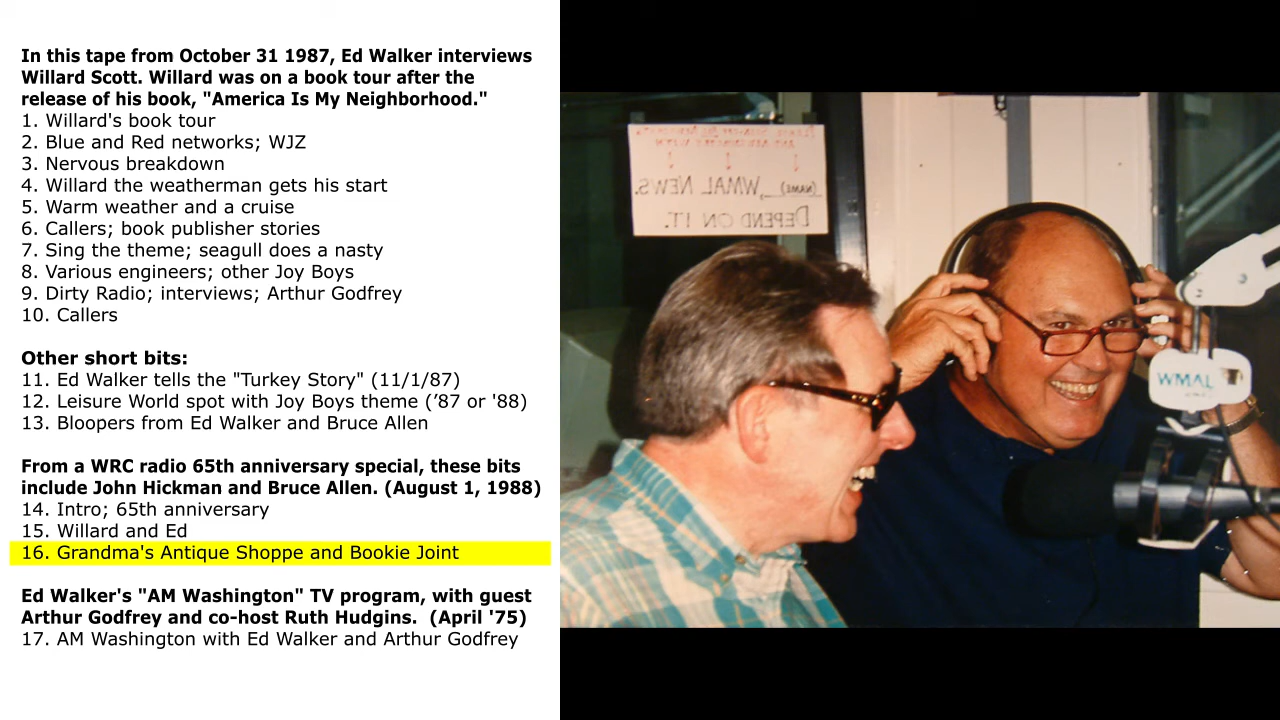 In this tape from October 31 1987, Ed Walker interviews
Willard Scott. Willard was on a book tour after the
release of his book, "America Is My Neighborhood."
1. Willard's book tour
2. Blue and Red networks; WJZ
3. Nervous breakdown
4. Willard the weatherman gets his start
5. Warm weather and a cruise
6. Callers; book publisher stories
7. Sing the theme; seagull does a nasty
8. Various engineers; other Joy Boys
9. Dirty Radio; interviews; Arthur Godfrey
10. Callers
Other short bits:
11. Ed Walker tells the "Turkey Story" (11/1/87)
12. Leisure World spot with Joy Boys theme (’87 or '88)
13. Bloopers from Ed Walker and Bruce Allen
From a WRC radio 65th anniversary special, these bits
include John Hickman and Bruce Allen. (August 1, 1988)
14. Intro; 65th anniversary
15. Willard and Ed
16. Grandma's Antique Shoppe and Bookie Joint
Ed Walker's "AM Washington" TV program, with guest
Arthur Godfrey and co-host Ruth Hudgins.  (April '75)
17. AM Washington with Ed Walker and Arthur Godfrey
(NAME) , WMAL NEWS.
DEPEND ON IT.
WMAL